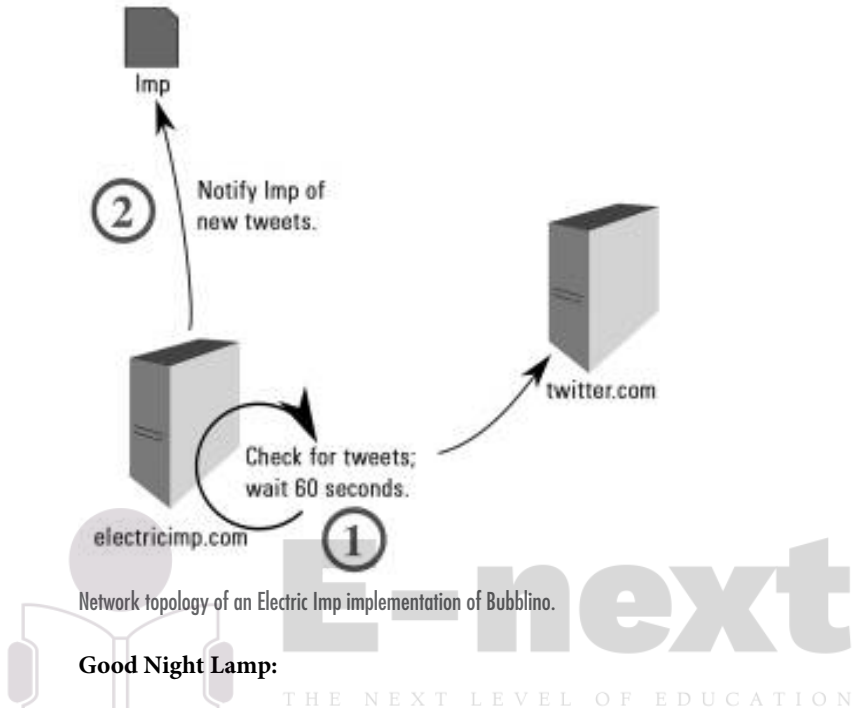 Imp
2
Notify Imp of
new tweets.
twitter.com
Check for tweets;
wait 60 seconds.
electricimp.com
1
E-next
Network topology of an Electric Imp implementation of Bubblino.
Good Night Lamp:
THE NEXT LEVEL OF EDUCATION